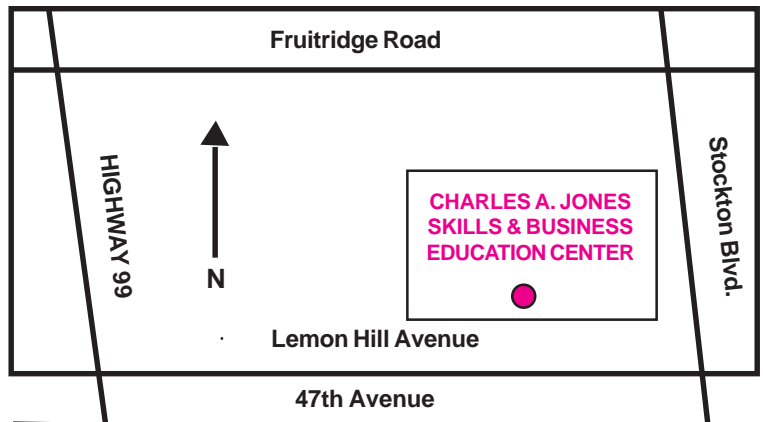 Fruitridge Road
HIGHWAY 99
N
CHARLES A. JONES
SKILLS & BUSINESS
EDUCATION CENTER
Stockton Blvd.
Lemon Hill Avenue
47th Avenue